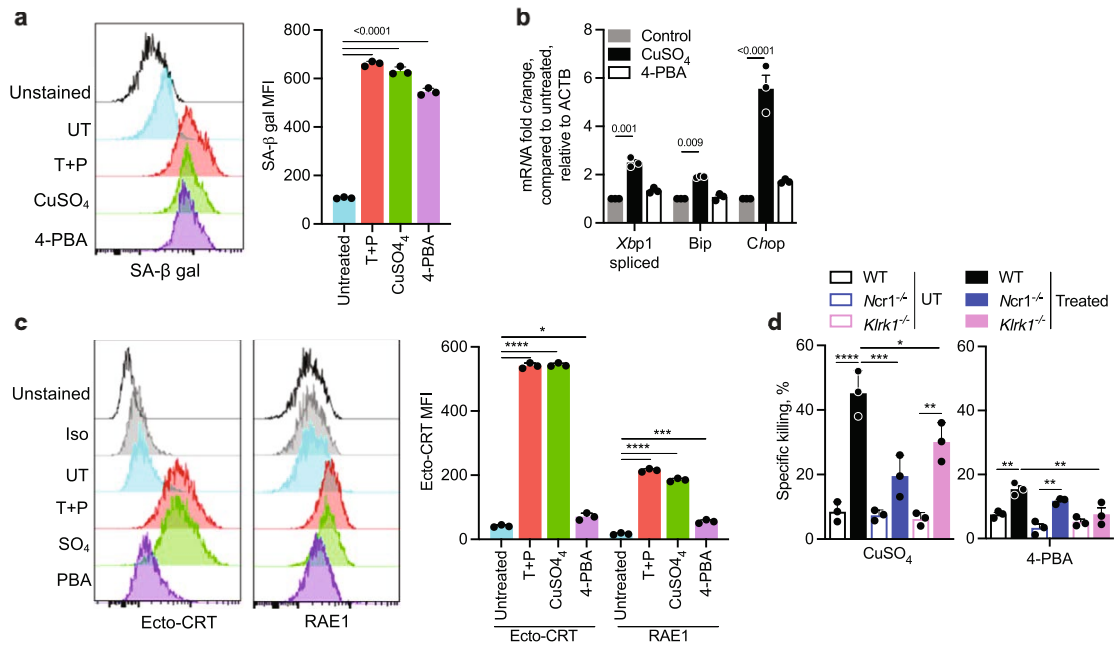 a
Unstained
UT
T+P
CuSO₄
4-PBA
SA-β gal
SA-β gal MFI
800
600
400
200
0
<0.0001
Untreated
T+P
CuSO4₄
4-PBA
b
Control
CuSO₄
4-PBA
mRNA fold change,
compared to untreated,
relative to ACTB
8
6
4
2
0
0.001
0.009
<0.0001
Xbp1
spliced
Bip
Chop
c
Unstained
Iso
UT
T+P
SO₄
PBA
Ecto-CRT
RAE1
Ecto-CRT MFI
600
400
200
0
*
****
***
****
Untreated
T+P
CuSO4₄
4-PBA
Untreated
T+P
CuSO4₄
4-PBA
Ecto-CRT
RAE1
d
WT
Ncr1⁻/⁻
Klrk1⁻/⁻
UT
WT
Ncr1⁻/⁻
Klrk1⁻/⁻
Treated
Specific killing, %
60
40
20
0
*
**** ***
**
CuSO₄
60
40
20
0
** **
**
4-PBA